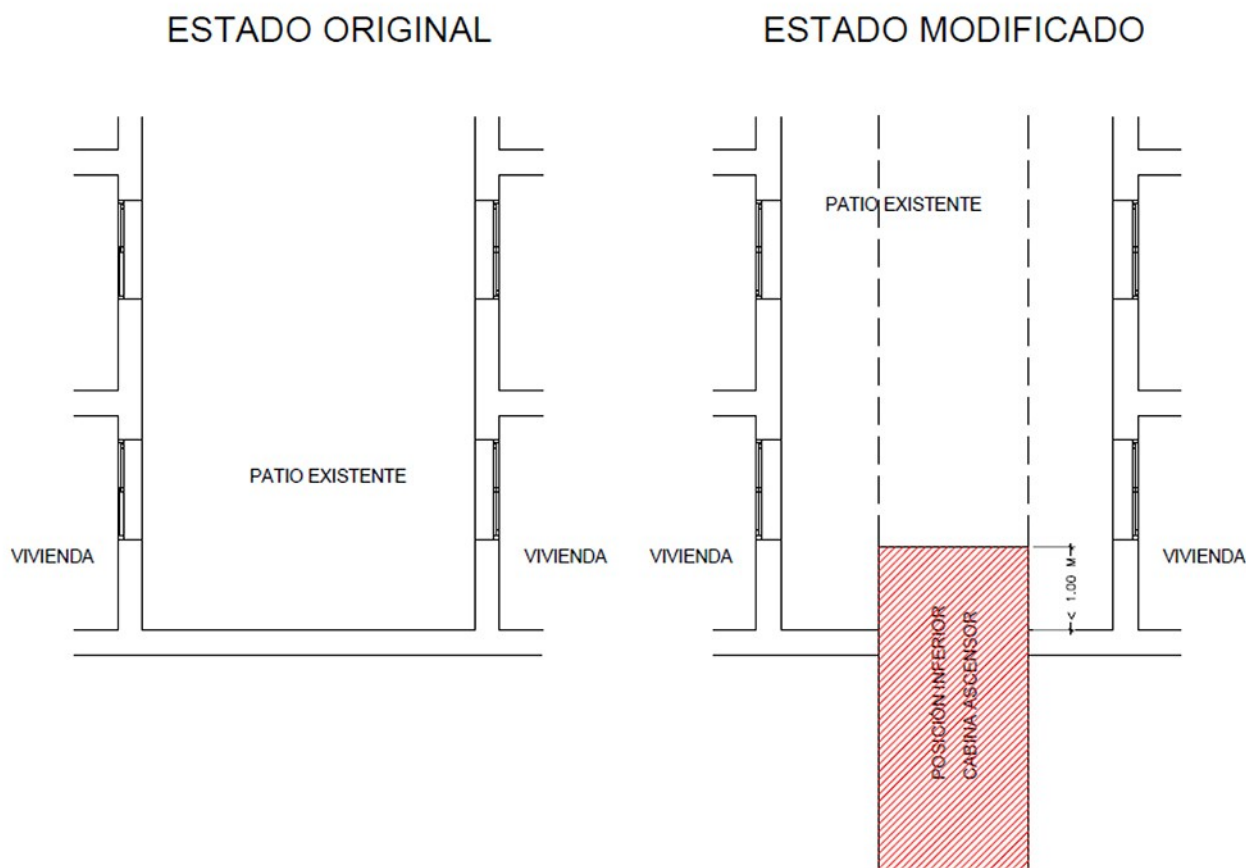 ESTADO ORIGINAL
ESTADO MODIFICADO
PATIO EXISTENTE
PATIO EXISTENTE
VIVIENDA
VIVIENDA
VIVIENDA
VIVIENDA
< 1.00 M
POSICIÓN INFERIOR
CABINA ASCENSOR